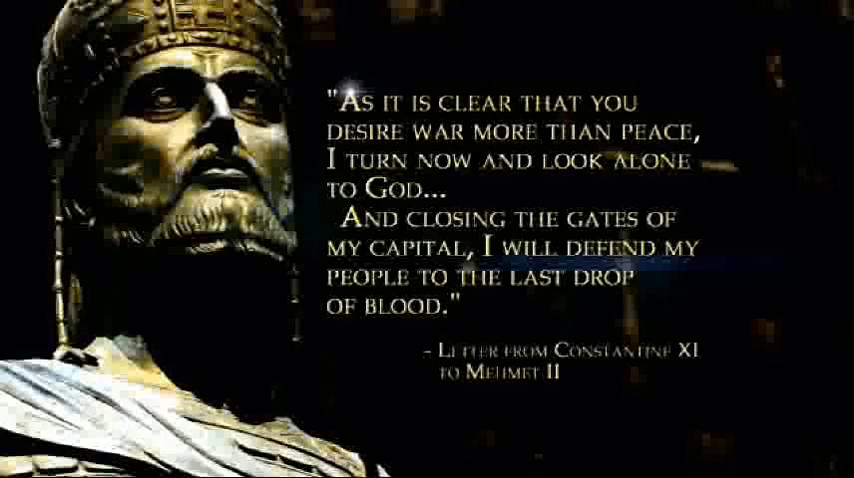 "As it is clear that you
desire war more than peace,
I turn now and look alone
to God...
And closing the gates of
my capital, I will defend my
people to the last drop
of blood."
- Letter from Constantine XI
to Mehmet II